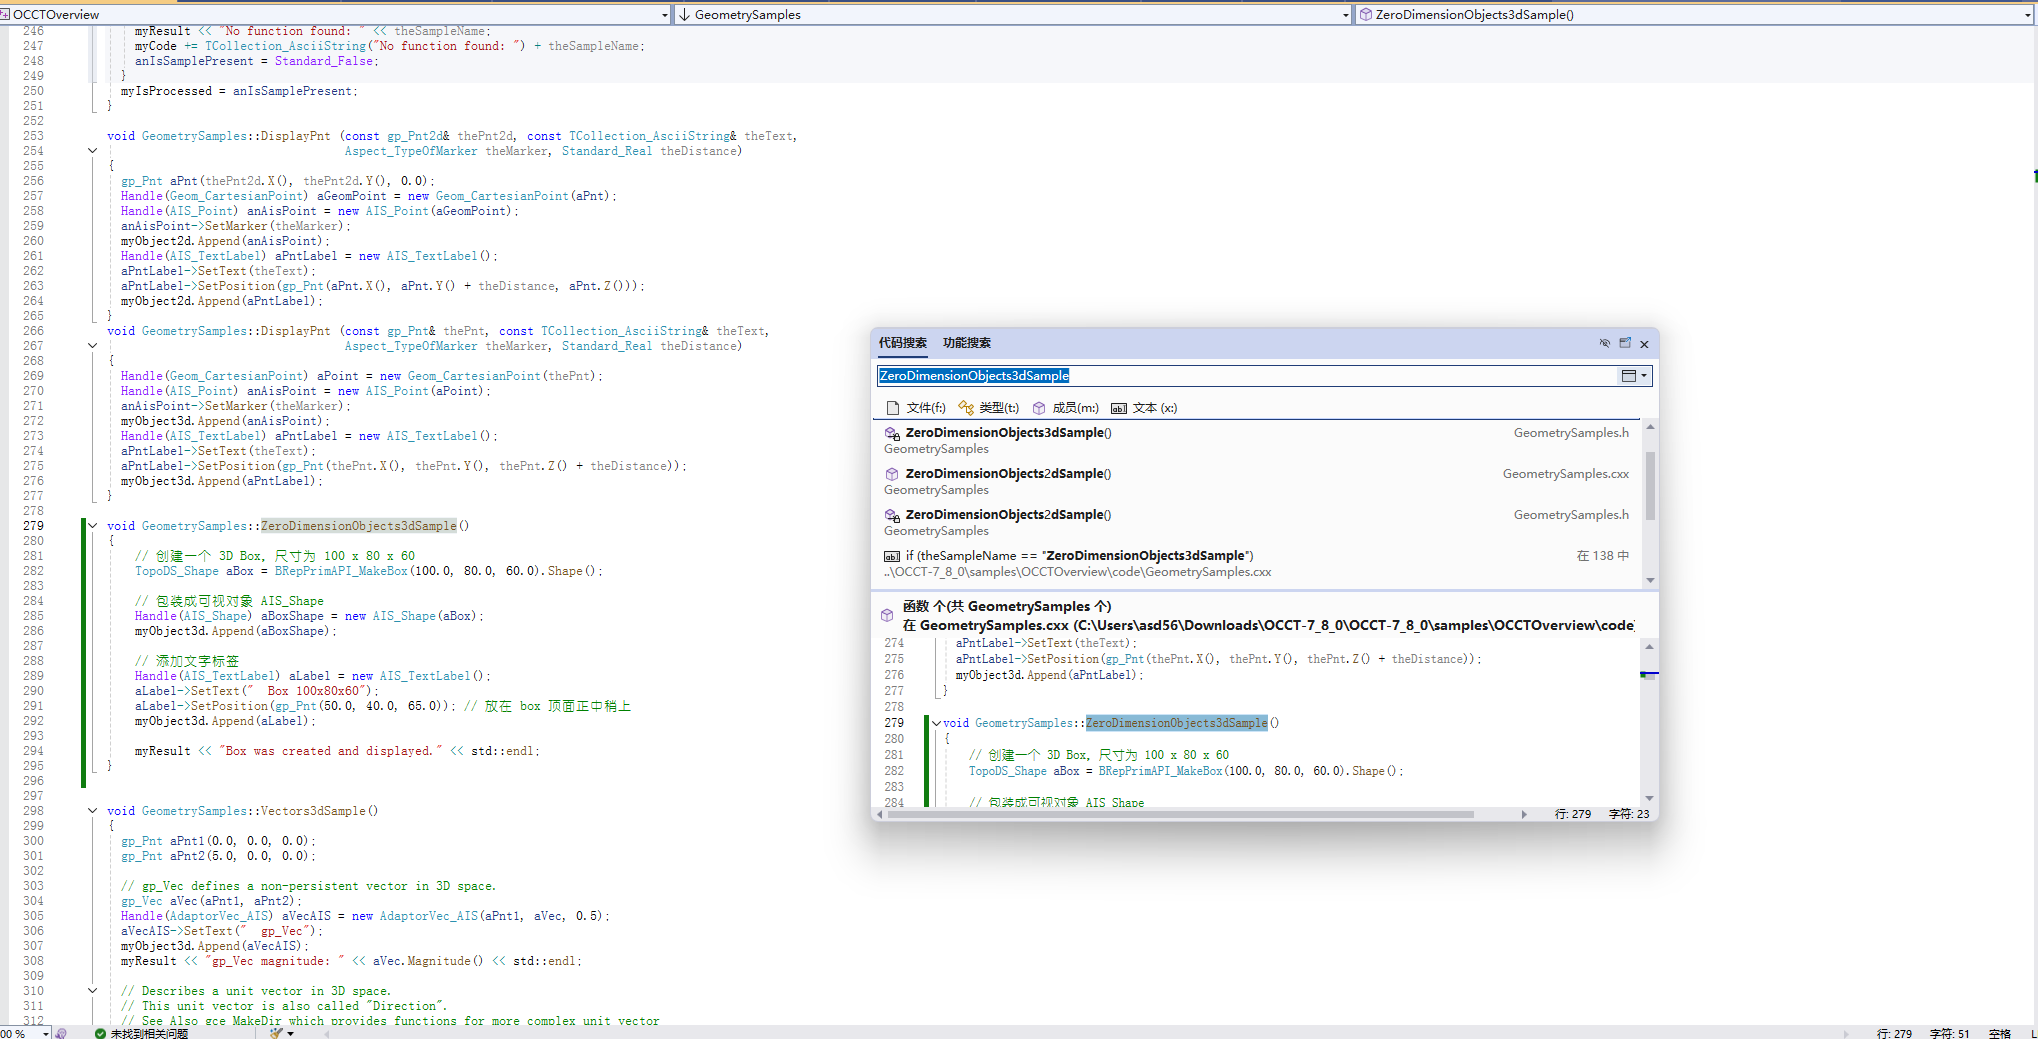 OCCTOverview
GeometrySamples
ZeroDimensionObjects3dSample()
246 myResult << "No function found: " << theSampleName;
247 myCode += TCollection_AsciiString("No function found: ") + theSampleName;
248 anIsSamplePresent = Standard_False;
249 }
250 myIsProcessed = anIsSamplePresent;
251 }
252
253 void GeometrySamples::DisplayPnt (const gp_Pnt2d& thePnt2d, const TCollection_AsciiString& theText,
254 Aspect_TypeOfMarker theMarker, Standard_Real theDistance)
255 {
256 gp_Pnt aPnt(thePnt2d.X(), thePnt2d.Y(), 0.0);
257 Handle(Geom_CartesianPoint) aGeomPoint = new Geom_CartesianPoint(aPnt);
258 Handle(AIS_Point) anAisPoint = new AIS_Point(aGeomPoint);
259 anAisPoint->SetMarker(theMarker);
260 myObject2d.Append(anAisPoint);
261 Handle(AIS_TextLabel) aPntLabel = new AIS_TextLabel();
262 aPntLabel->SetText(theText);
263 aPntLabel->SetPosition(gp_Pnt(aPnt.X(), aPnt.Y() + theDistance, aPnt.Z()));
264 myObject2d.Append(aPntLabel);
265 }
266 void GeometrySamples::DisplayPnt (const gp_Pnt& thePnt, const TCollection_AsciiString& theText,
267 Aspect_TypeOfMarker theMarker, Standard_Real theDistance)
268 {
269 Handle(Geom_CartesianPoint) aPoint = new Geom_CartesianPoint(thePnt);
270 Handle(AIS_Point) anAisPoint = new AIS_Point(aPoint);
271 anAisPoint->SetMarker(theMarker);
272 myObject3d.Append(anAisPoint);
273 Handle(AIS_TextLabel) aPntLabel = new AIS_TextLabel();
274 aPntLabel->SetText(theText);
275 aPntLabel->SetPosition(gp_Pnt(thePnt.X(), thePnt.Y(), thePnt.Z() + theDistance));
276 myObject3d.Append(aPntLabel);
277 }
278
279 void GeometrySamples::ZeroDimensionObjects3dSample()
280 {
281 // 创建一个 3D Box, 尺寸为 100 x 80 x 60
282 TopoDS_Shape aBox = BRepPrimAPI_MakeBox(100.0, 80.0, 60.0).Shape();
283
284 // 包装成可视对象 AIS_Shape
285 Handle(AIS_Shape) aBoxShape = new AIS_Shape(aBox);
286 myObject3d.Append(aBoxShape);
287
288 // 添加文字标签
289 Handle(AIS_TextLabel) aLabel = new AIS_TextLabel();
290 aLabel->SetText("  Box 100x80x60");
291 aLabel->SetPosition(gp_Pnt(50.0, 40.0, 65.0)); // 放在 box 顶面正中稍上
292 myObject3d.Append(aLabel);
293
294 myResult << "Box was created and displayed." << std::endl;
295 }
296
297
298 void GeometrySamples::Vectors3dSample()
299 {
300 gp_Pnt aPnt1(0.0, 0.0, 0.0);
301 gp_Pnt aPnt2(5.0, 0.0, 0.0);
302
303 // gp_Vec defines a non-persistent vector in 3D space.
304 gp_Vec aVec(aPnt1, aPnt2);
305 Handle(AdaptorVec_AIS) aVecAIS = new AdaptorVec_AIS(aPnt1, aVec, 0.5);
306 aVecAIS->SetText("  gp_Vec");
307 myObject3d.Append(aVecAIS);
308 myResult << "gp_Vec magnitude: " << aVec.Magnitude() << std::endl;
309
310 // Describes a unit vector in 3D space.
311 // This unit vector is also called "Direction".
312 // See Also gce_MakeDir which provides functions for more complex unit vector
代码搜索 功能搜索
ZeroDimensionObjects3dSample
文件(f:) 类型(t:) 成员(m:) 文本 (x:)
ZeroDimensionObjects3dSample() GeometrySamples.h
GeometrySamples
ZeroDimensionObjects2dSample() GeometrySamples.cxx
GeometrySamples
ZeroDimensionObjects2dSample() GeometrySamples.h
GeometrySamples
if (theSampleName == "ZeroDimensionObjects3dSample") 在 138 中
..\OCCT-7_8_0\samples\OCCTOverview\code\GeometrySamples.cxx
函数 个(共 GeometrySamples 个)
在 GeometrySamples.cxx (C:\Users\asd56\Downloads\OCCT-7_8_0\OCCT-7_8_0\samples\OCCTOverview\code
274 aPntLabel->SetText(theText);
275 aPntLabel->SetPosition(gp_Pnt(thePnt.X(), thePnt.Y(), thePnt.Z() + theDistance));
276 myObject3d.Append(aPntLabel);
277 }
278
279 void GeometrySamples::ZeroDimensionObjects3dSample()
280 {
281 // 创建一个 3D Box, 尺寸为 100 x 80 x 60
282 TopoDS_Shape aBox = BRepPrimAPI_MakeBox(100.0, 80.0, 60.0).Shape();
283
284 // 包装成可视对象 AIS_Shape
行: 279 字符: 23
00 % 未找到相关问题 行: 279 字符: 51 空格